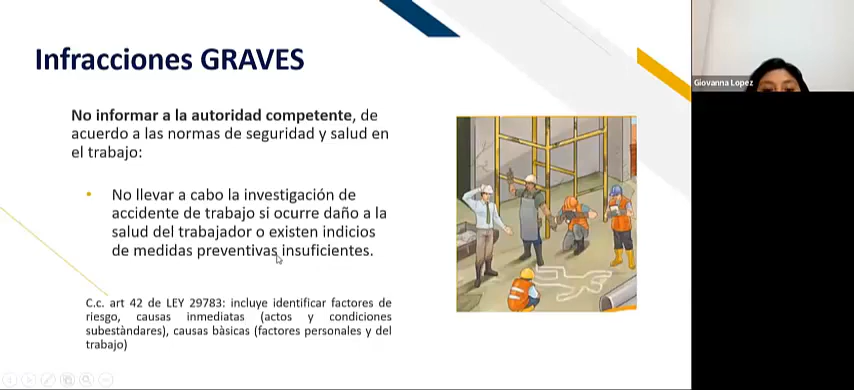 Infracciones GRAVES
No informar a la autoridad competente, de
acuerdo a las normas de seguridad y salud en
el trabajo:
• No llevar a cabo la investigación de
accidente de trabajo si ocurre daño a la
salud del trabajador o existen indicios
de medidas preventivas insuficientes.
C.c. art 42 de LEY 29783: incluye identificar factores de
riesgo, causas inmediatas (actos y condiciones
subestàndares), causas bàsicas (factores personales y del
trabajo)
Giovanna Lopez